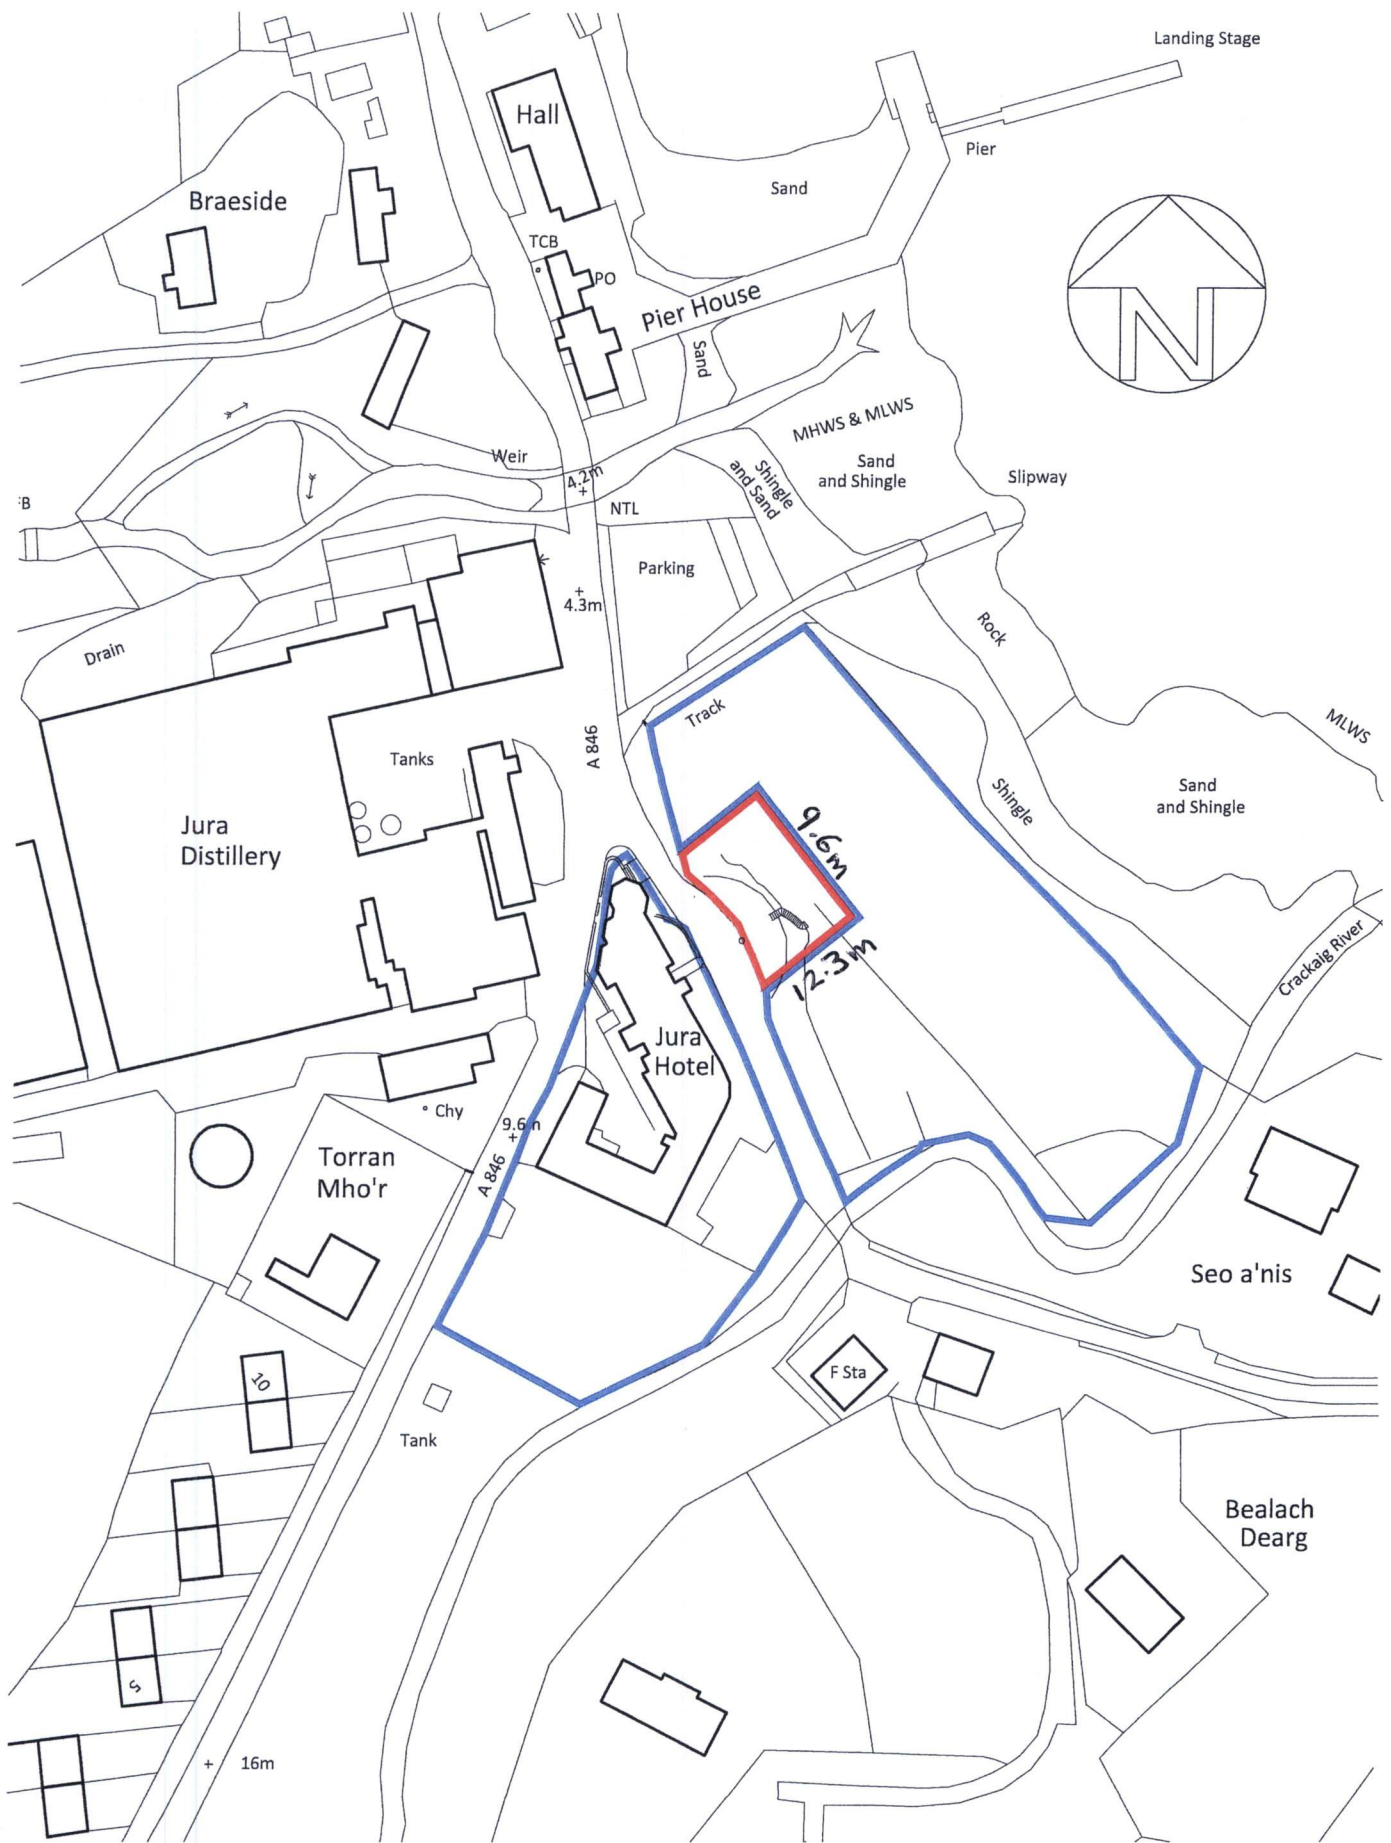 Landing Stage
Hall
Pier
Sand
Braeside
TCB
PO
Pier House
Sand
N
MHWS & MLWS
Weir
Shingle
and Sand
Sand
and Shingle
Slipway
4.2m
NTL
Parking
4.3m
Rock
Drain
Track
MLWS
A 846
Tanks
Sand
and Shingle
Shingle
9.6m
Jura
Distillery
12.3m
Crackaig River
Jura
Hotel
Chy
9.6m
Torran
Mho'r
A 846
Seo a'nis
F Sta
10
Tank
Bealach
Dearg
5
16m